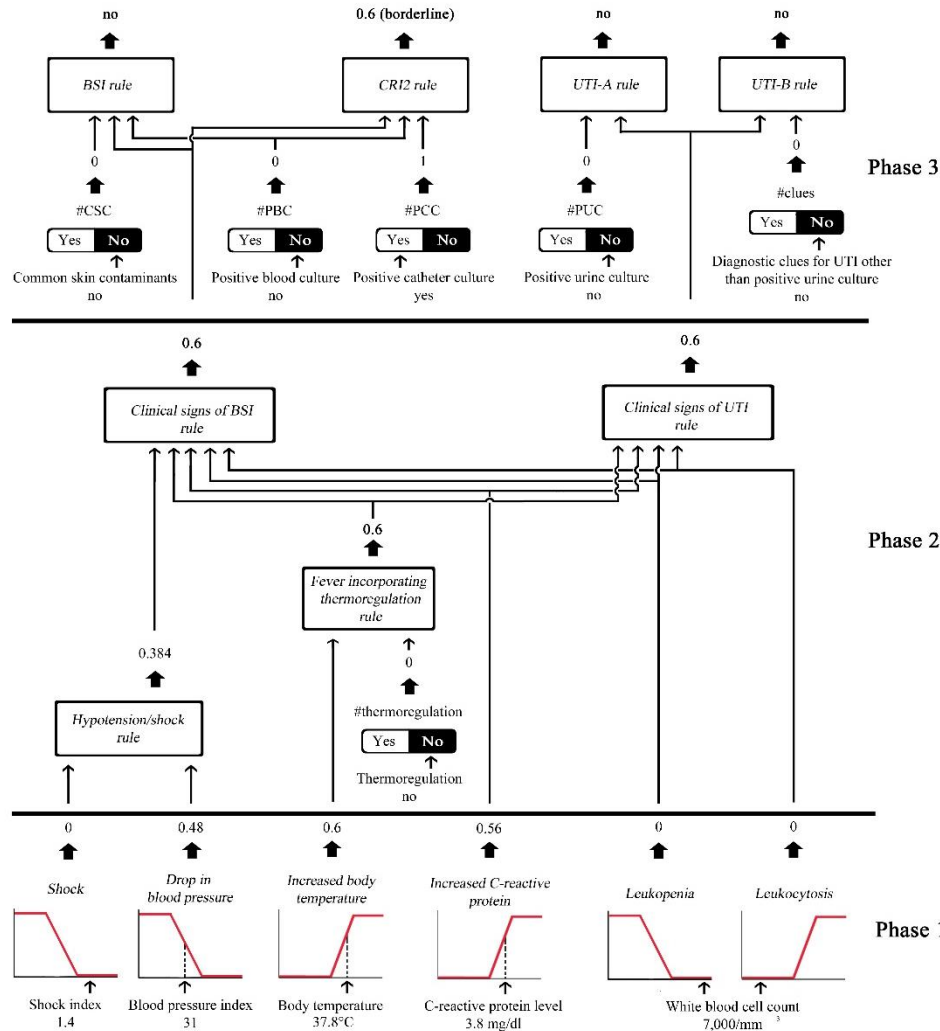 no
0.6 (borderline)
no
no
BSI rule
CRI2 rule
UTI-A rule
UTI-B rule
0
0
1
0
0
Phase 3
#CSC
#PBC
#PCC
#PUC
#clues
Yes No
Yes No
Yes No
Yes No
Yes No
Common skin contaminants
no
Positive blood culture
no
Positive catheter culture
yes
Positive urine culture
no
Diagnostic clues for UTI other
than positive urine culture
no
0.6
0.6
Clinical signs of BSI
rule
Clinical signs of UTI
rule
0.6
Phase 2
Fever incorporating
thermoregulation
rule
0.384
0
Hypotension/shock
rule
#thermoregulation
Yes No
Thermoregulation
no
0
0.48
0.6
0.56
0
0
Shock
Drop in
blood pressure
Increased body
temperature
Increased C-reactive
protein
Leukopenia
Leukocytosis
Phase 1
Shock index
1.4
Blood pressure index
31
Body temperature
37.8°C
C-reactive protein level
3.8 mg/dl
White blood cell count
7,000/mm ³